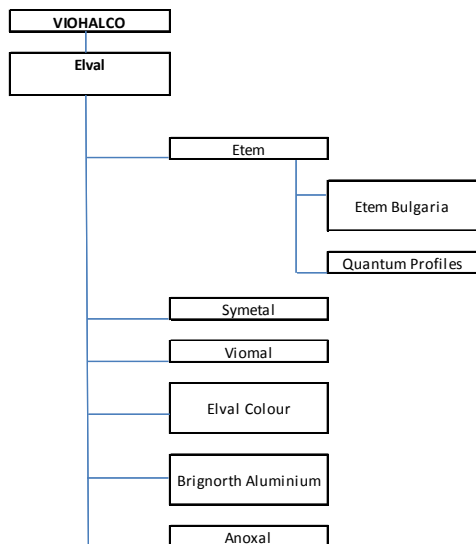 VIOHALCO
Elval
Etem
Etem Bulgaria
Quantum Profiles
Symetal
Viomal
Elval Colour
Brignorth Aluminium
Anoxal